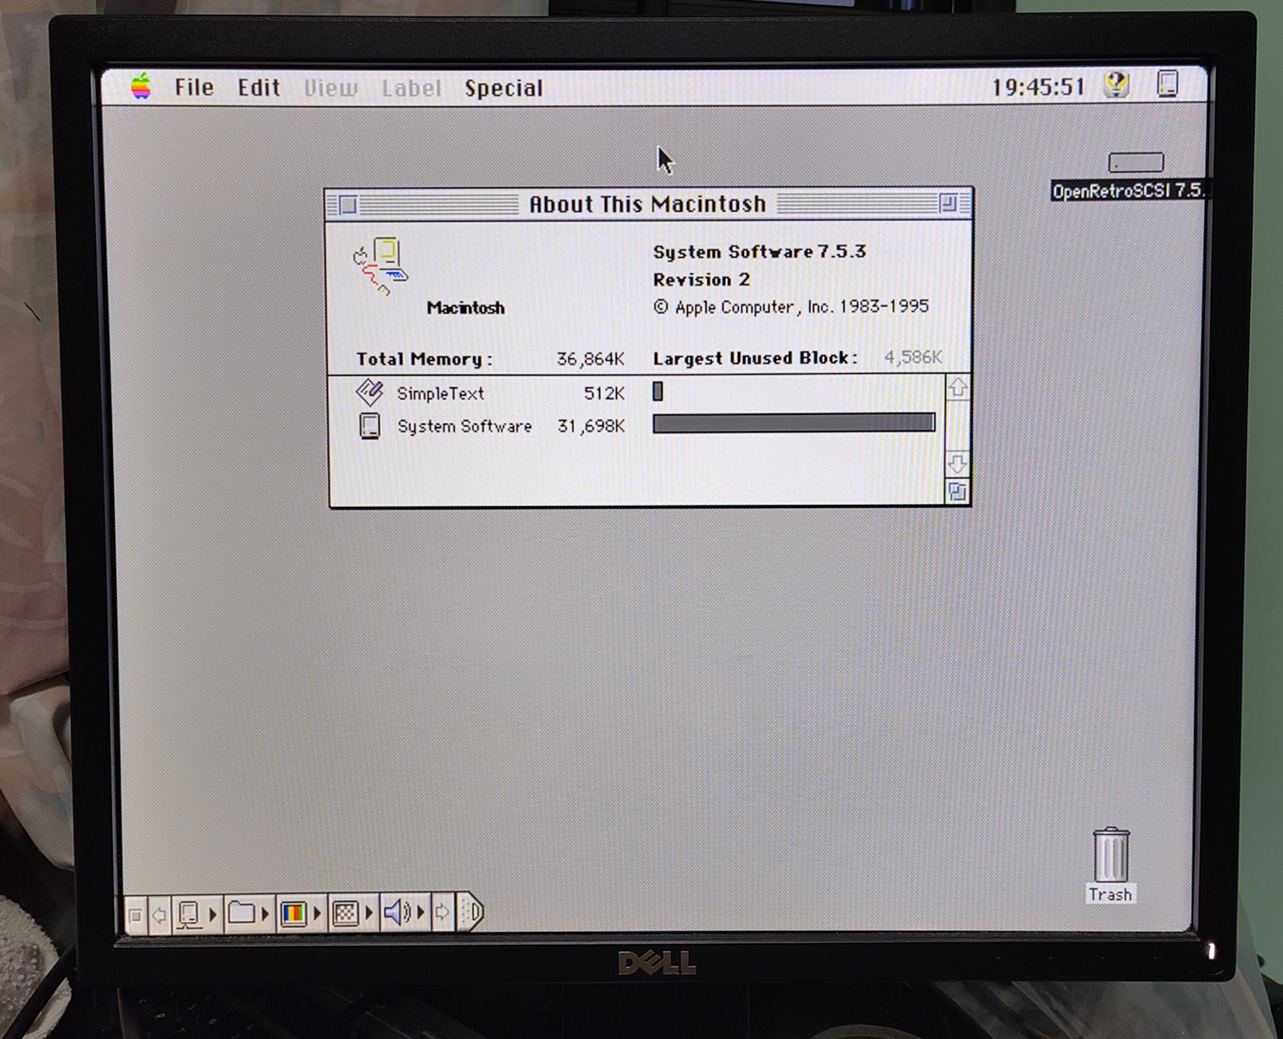 File Edit View Label Special 19:45:51
OpenRetroSCSI 7.5.
About This Macintosh
System Software 7.5.3
Revision 2
Macintosh
© Apple Computer, Inc. 1983-1995
Total Memory: 36,864K Largest Unused Block: 4,586K
SimpleText 512K
System Software 31,698K
Trash
DELL